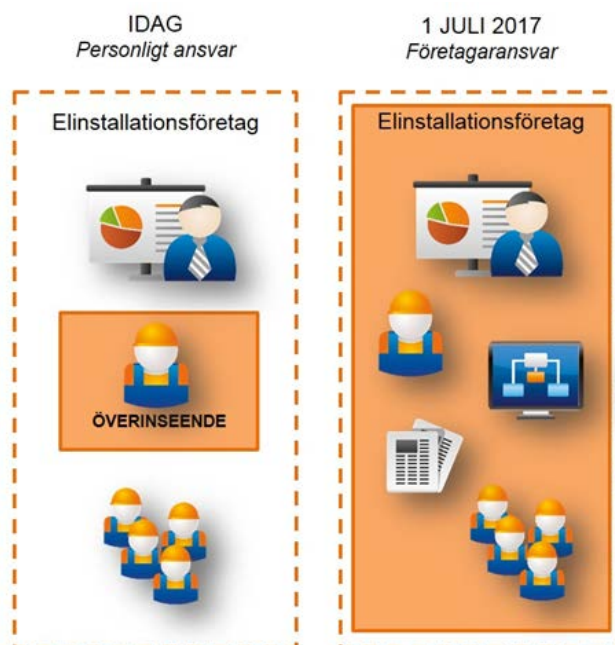 IDAG
Personligt ansvar
Elinstallationsföretag
ÖVERINSEENDE
1 JULI 2017
Företagaransvar
Elinstallationsföretag